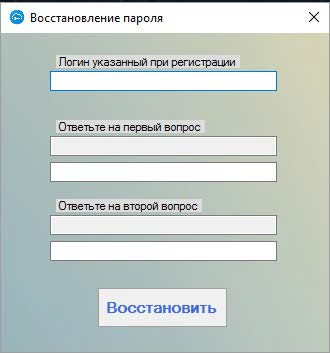 Восстановление пароля
Логин указанный при регистрации
Ответьте на первый вопрос
Ответьте на второй вопрос
Восстановить